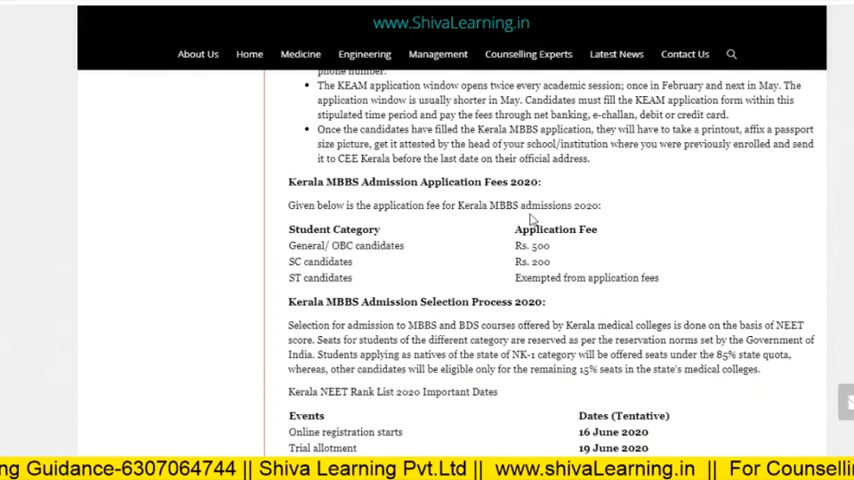 www.ShivaLearning.in
About Us Home Medicine Engineering Management Counselling Experts Latest News Contact Us
phone number.
• The KEAM application window opens twice every academic session; once in February and next in May. The
application window is usually shorter in May. Candidates must fill the KEAM application form within this
stipulated time period and pay the fees through net banking, e-challan, debit or credit card.
• Once the candidates have filled the Kerala MBBS application, they will have to take a printout, affix a passport
size picture, get it attested by the head of your school/institution where you were previously enrolled and send
it to CEE Kerala before the last date on their official address.
Kerala MBBS Admission Application Fees 2020:
Given below is the application fee for Kerala MBBS admissions 2020:
Student Category Application Fee
General/ OBC candidates Rs. 500
SC candidates Rs. 200
ST candidates Exempted from application fees
Kerala MBBS Admission Selection Process 2020:
Selection for admission to MBBS and BDS courses offered by Kerala medical colleges is done on the basis of NEET
score. Seats for students of the different category are reserved as per the reservation norms set by the Government of
India. Students applying as natives of the state of NK-1 category will be offered seats under the 85% state quota,
whereas, other candidates will be eligible only for the remaining 15% seats in the state's medical colleges.
Kerala NEET Rank List 2020 Important Dates
Events Dates (Tentative)
Online registration starts 16 June 2020
Trial allotment 19 June 2020
ng Guidance-6307064744 || Shiva Learning Pvt.Ltd || www.shivaLearning.in || For Counselli